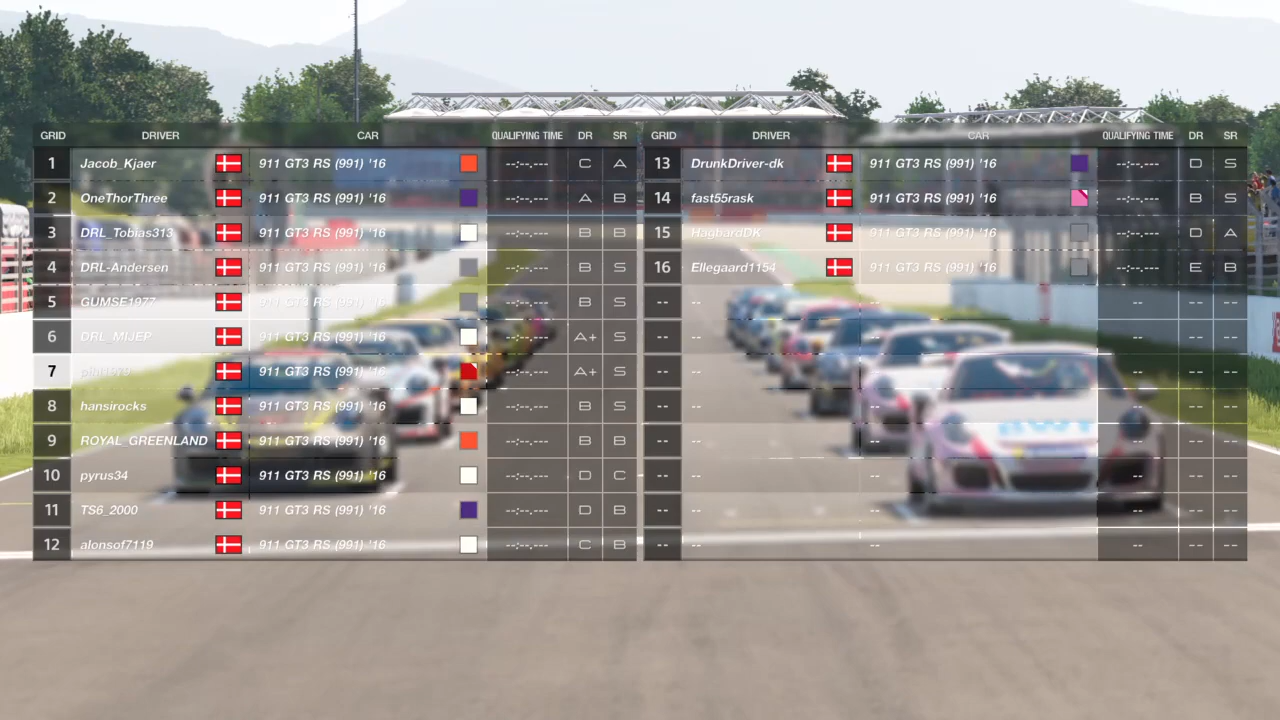 GRID DRIVER CAR QUALIFYING TIME DR SR
1 Jacob_Kjaer 911 GT3 RS (991) '16 --:--.--- C A
2 OneThorThree 911 GT3 RS (991) '16 --:--.--- A B
3 DRL_Tobias313 911 GT3 RS (991) '16 --:--.--- B B
4 DRL-Andersen 911 GT3 RS (991) '16 --:--.--- B S
5 GUMSE1977 911 GT3 RS (991) '16 --:--.--- B S
6 DRL_MIJEP 911 GT3 RS (991) '16 --:--.--- A+ S
7 911 GT3 RS (991) '16 --:--.--- A+ S
8 hansirocks 911 GT3 RS (991) '16 --:--.--- B S
9 ROYAL_GREENLAND 911 GT3 RS (991) '16 --:--.--- B B
10 pyrus34 911 GT3 RS (991) '16 --:--.--- D C
11 TS6_2000 911 GT3 RS (991) '16 --:--.--- D B
12 alonsof7119 911 GT3 RS (991) '16 --:--.--- C B
GRID DRIVER CAR QUALIFYING TIME DR SR
13 DrunkDriver-dk 911 GT3 RS (991) '16 --:--.--- D S
14 fast55rask 911 GT3 RS (991) '16 --:--.--- B S
15 HagbardDK 911 GT3 RS (991) '16 --:--.--- D A
16 Ellegaard1154 911 GT3 RS (991) '16 --:--.--- E B
-- -- -- -- -- --
-- -- -- -- -- --
-- -- -- -- -- --
-- -- -- -- -- --
-- -- -- -- -- --
-- -- -- -- -- --
-- -- -- -- -- --
-- -- -- -- -- --